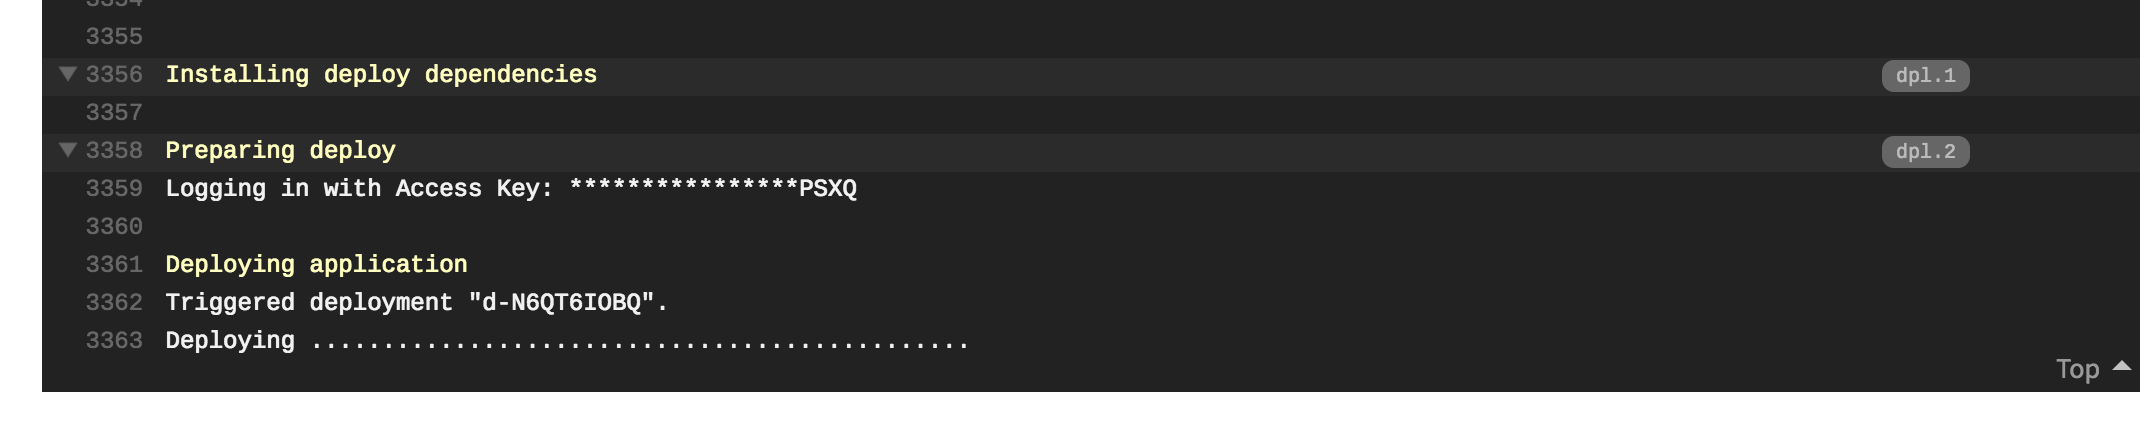 3354
3355
3356 Installing deploy dependencies dpl.1
3357
3358 Preparing deploy dpl.2
3359 Logging in with Access Key: ****************PSXQ
3360
3361 Deploying application
3362 Triggered deployment "d-N6QT6IOBQ".
3363 Deploying ..............................................
Top